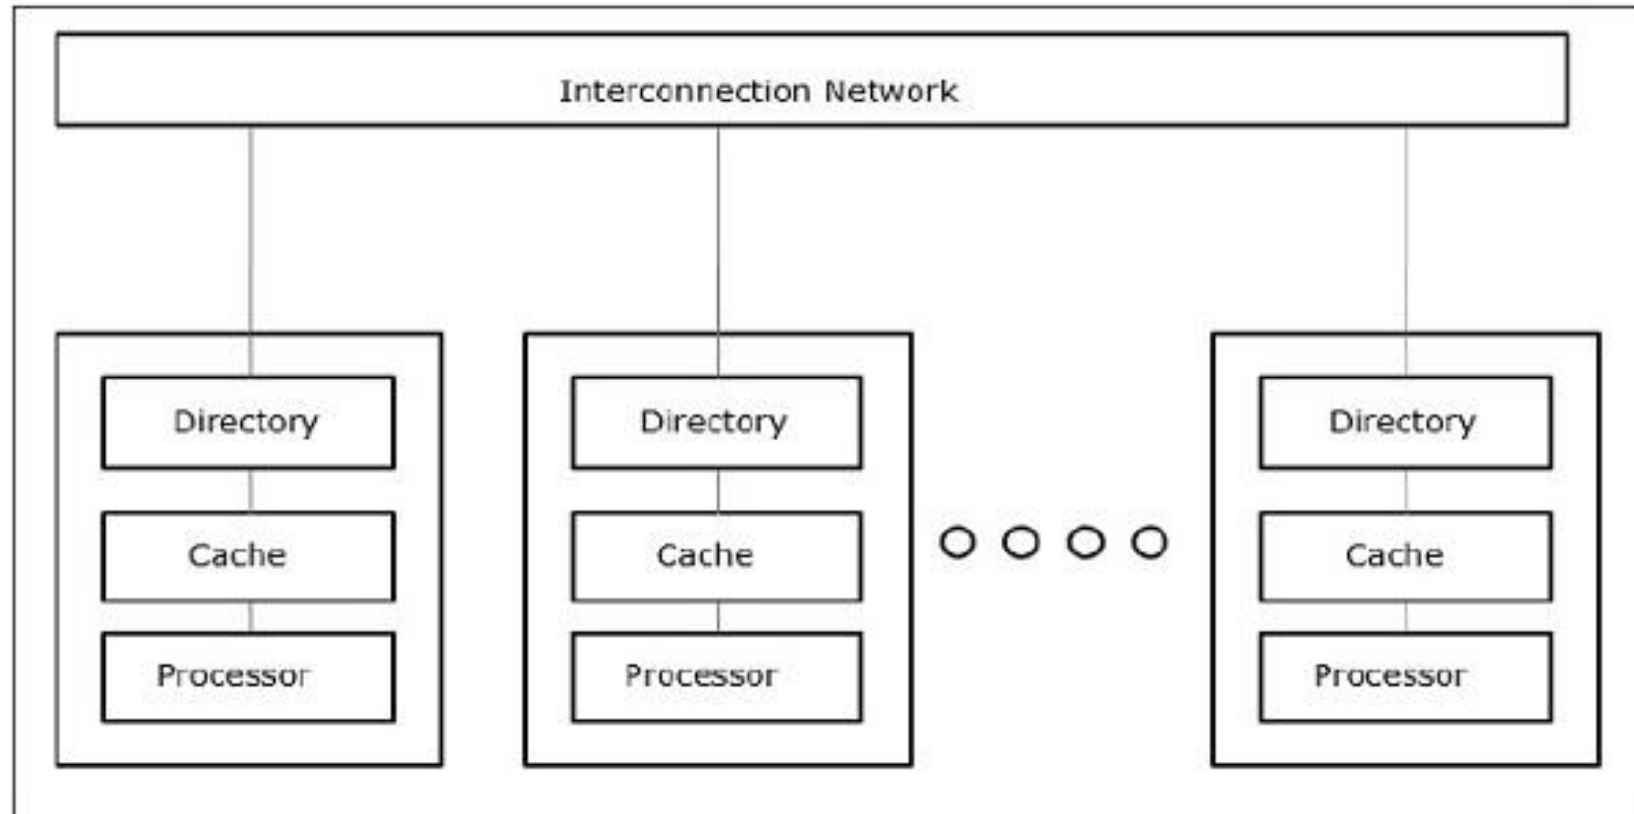 Interconnection Network
Directory
Directory
Directory
Cache
Cache
Cache
Processor
Processor
Processor